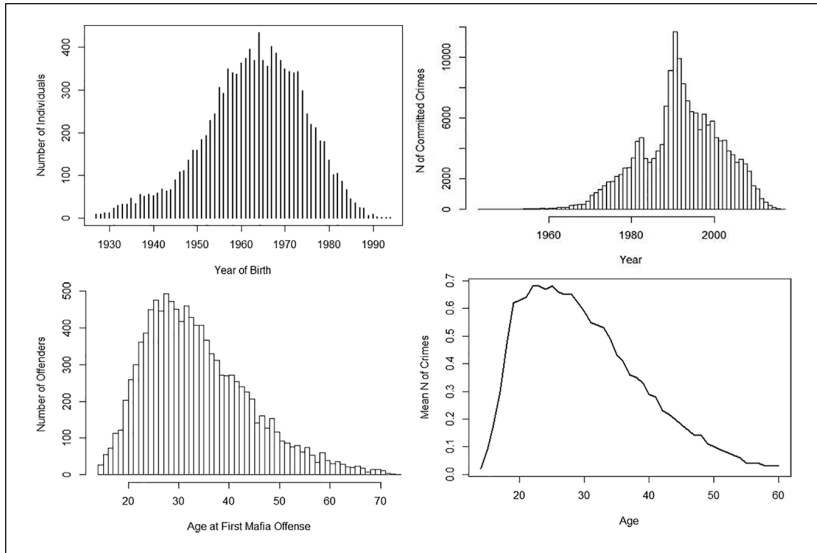 Number of Individuals
0 100 200 300 400
1930 1940 1950 1960 1970 1980 1990
Year of Birth
N of Committed Crimes
0 2000 6000 10000
1960 1980 2000
Year
Number of Offenders
0 100 200 300 400 500
20 30 40 50 60 70
Age at First Mafia Offense
Mean N of Crimes
0.0 0.1 0.2 0.3 0.4 0.5 0.6 0.7
20 30 40 50 60
Age